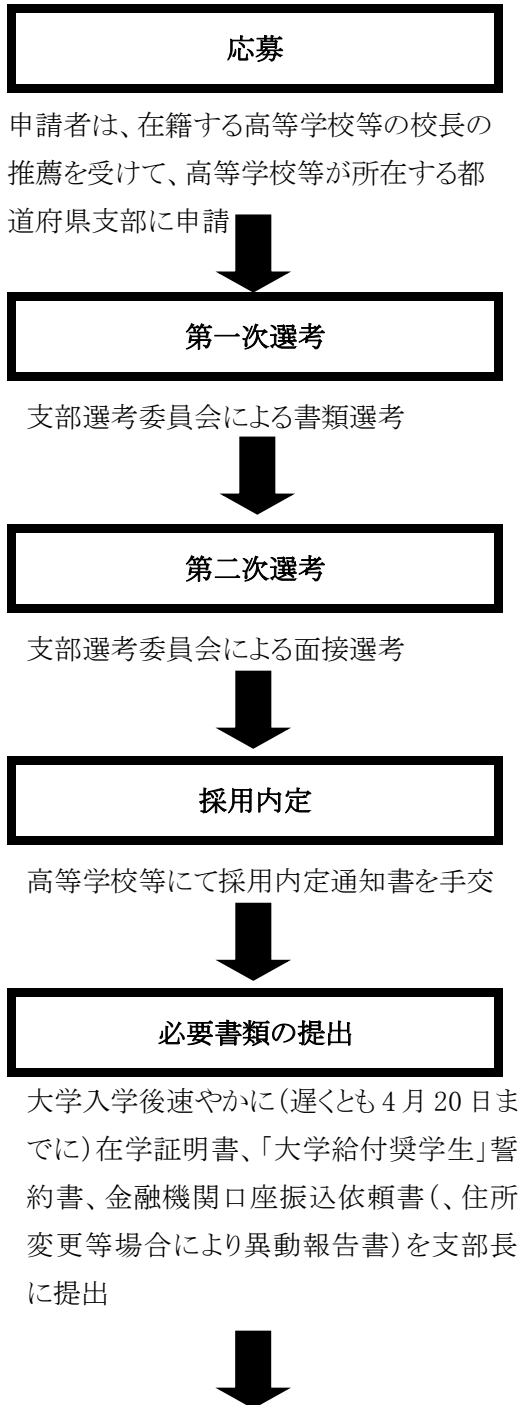 応募
申請者は、在籍する高等学校等の校長の
推薦を受けて、高等学校等が所在する都
道府県支部に申請
第一次選考
支部選考委員会による書類選考
第二次選考
支部選考委員会による面接選考
採用内定
高等学校等にて採用内定通知書を手交
必要書類の提出
大学入学後速やかに(遅くとも4月20日ま
でに)在学証明書、「大学給付奨学生」誓
約書、金融機関口座振込依頼書(、住所
変更等場合により異動報告書)を支部長
に提出